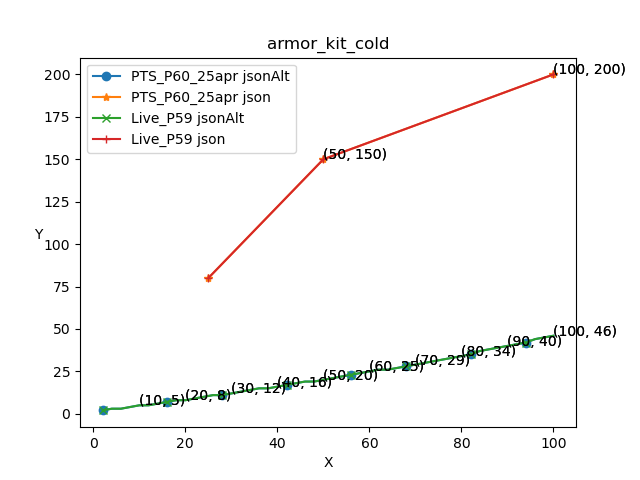 armor_kit_cold
PTS_P60_25apr jsonAlt
PTS_P60_25apr json
Live_P59 jsonAlt
Live_P59 json
(100, 200)
(50, 150)
(100, 46)
(90, 40)
(80, 34)
(70, 29)
(60, 25)
(50, 20)
(40, 16)
(30, 12)
(20, 8)
(10, 5)
Y
200
175
150
125
100
75
50
25
0
0 20 40 60 80 100
X